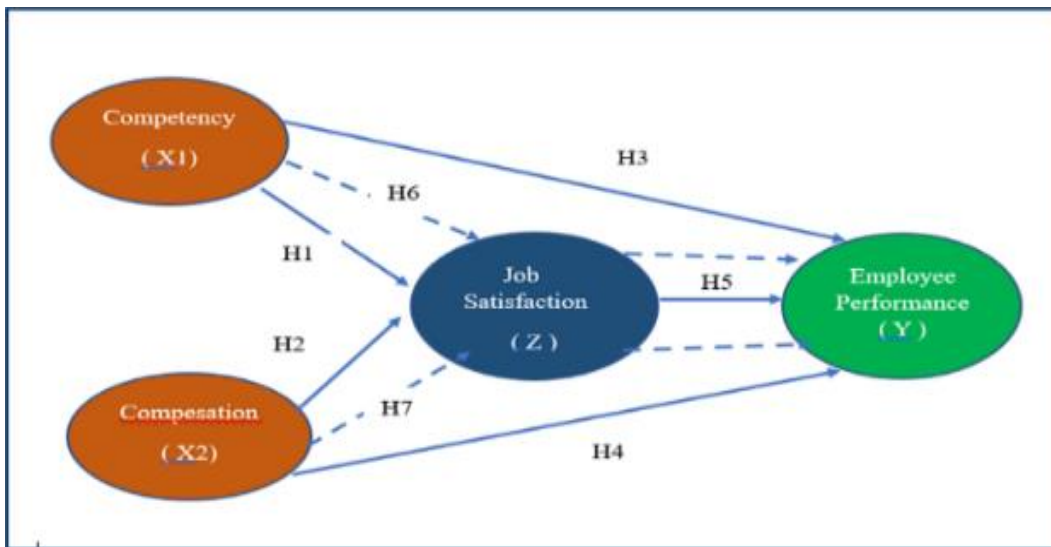 Competency
( X1)
H3
H6
H1
Job
Satisfaction
( Z )
H5
Employee
Performance
( Y )
H2
Compesation
( X2)
H7
H4